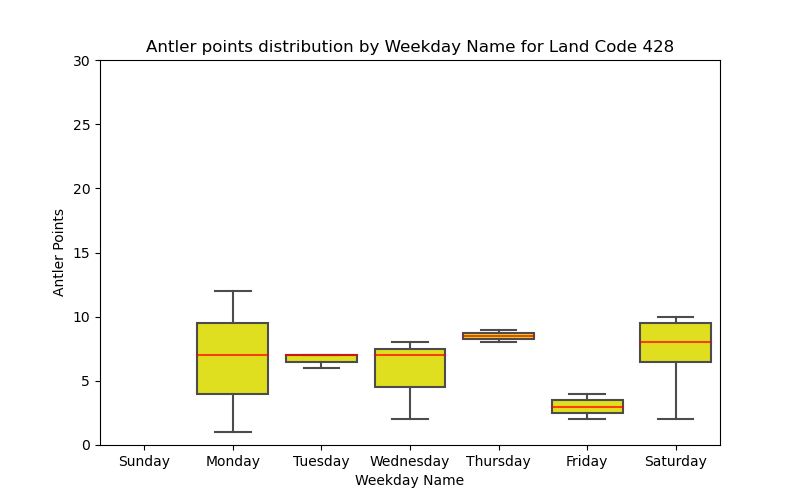 Antler points distribution by Weekday Name for Land Code 428
30
25
20
15
10
5
0
Antler Points
Sunday Monday Tuesday Wednesday Thursday Friday Saturday
Weekday Name